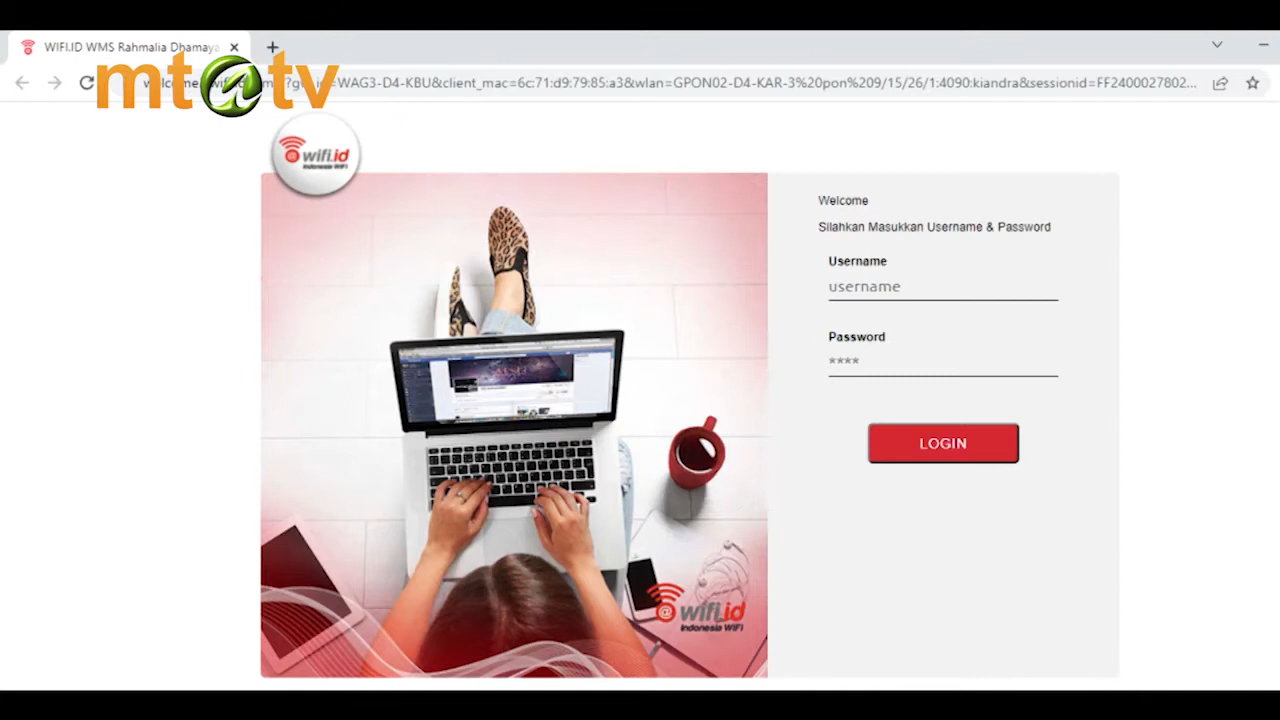 WIFI.ID WMS Rahmalia Dhamaya
mt@tv
WAG3-D4-KBU&client_mac=6c:71:d9:79:85:a3&wlan=GPON02-D4-KAR-3%20pon%209/15/26/1:4090:kiandra&sessionid=FF2400027802...
@wifi.id
Indonesia WIFI
Welcome
Silahkan Masukkan Username & Password
Username
username
Password
****
LOGIN
@wifi.id
Indonesia WIFI